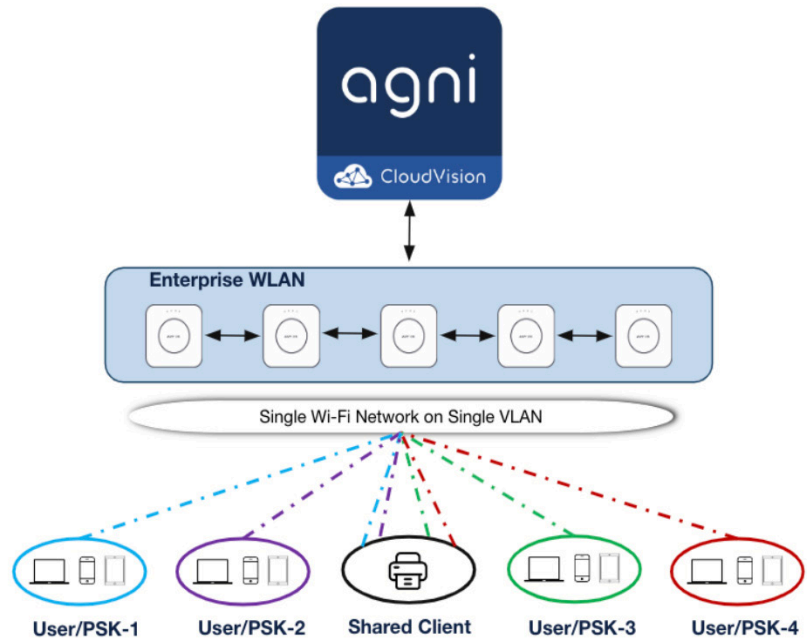 agni
CloudVision
Enterprise WLAN
Single Wi-Fi Network on Single VLAN
User/PSK-1
User/PSK-2
Shared Client
User/PSK-3
User/PSK-4